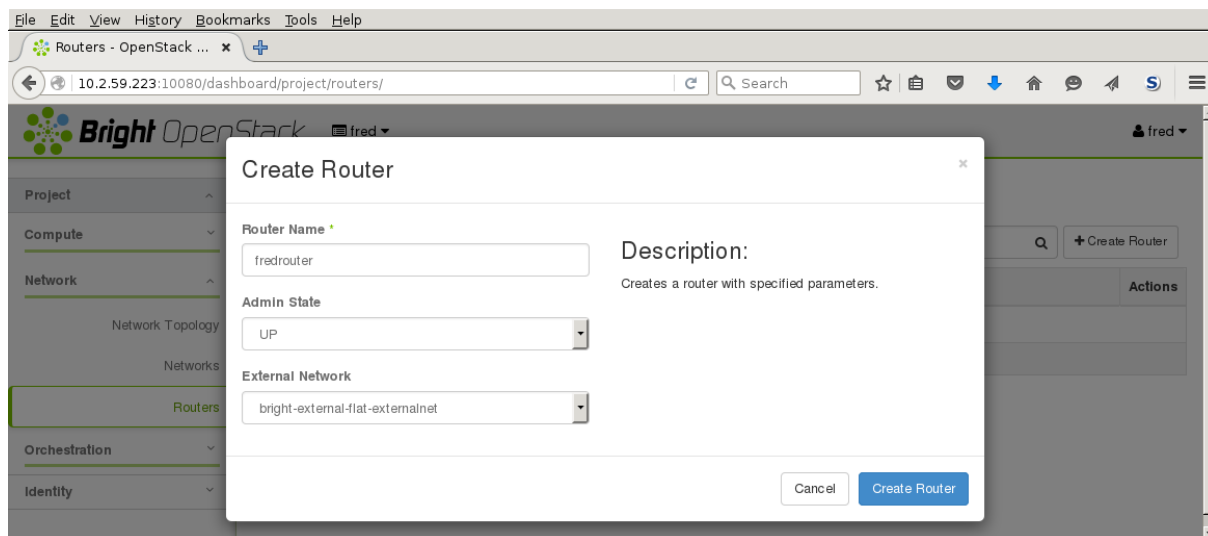 File Edit View History Bookmarks Tools Help
Routers - OpenStack ...
10.2.59.223:10080/dashboard/project/routers/
Search
Bright OpenStack
fred
fred
Project
Compute
Network
Network Topology
Networks
Routers
Orchestration
Identity
Create Router
Actions
Create Router
×
Router Name *
fredrouter
Admin State
UP
External Network
bright-external-flat-externalnet
Description:
Creates a router with specified parameters.
Cancel
Create Router